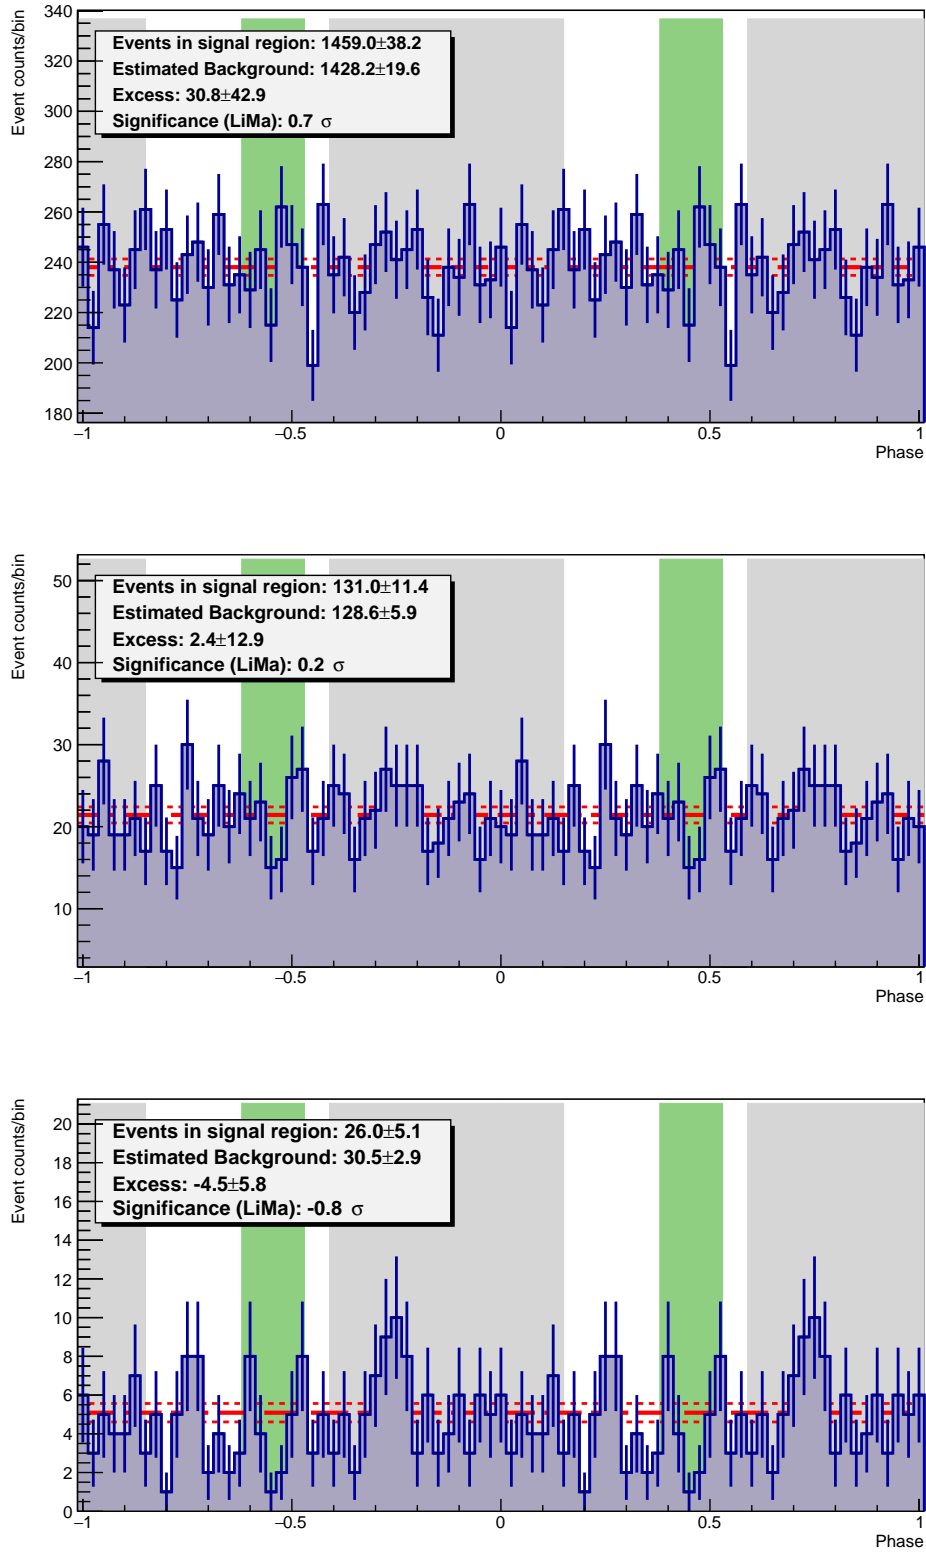 Event counts/bin
340
320
300
280
260
240
220
200
180
Events in signal region: 1459.0±38.2
Estimated Background: 1428.2±19.6
Excess: 30.8±42.9
Significance (LiMa): 0.7 σ
−1
−0.5
0
0.5
1
Phase
Event counts/bin
50
40
30
20
10
Events in signal region: 131.0±11.4
Estimated Background: 128.6±5.9
Excess: 2.4±12.9
Significance (LiMa): 0.2 σ
−1
−0.5
0
0.5
1
Phase
Event counts/bin
20
18
16
14
12
10
8
6
4
2
0
Events in signal region: 26.0±5.1
Estimated Background: 30.5±2.9
Excess: -4.5±5.8
Significance (LiMa): -0.8 σ
−1
−0.5
0
0.5
1
Phase